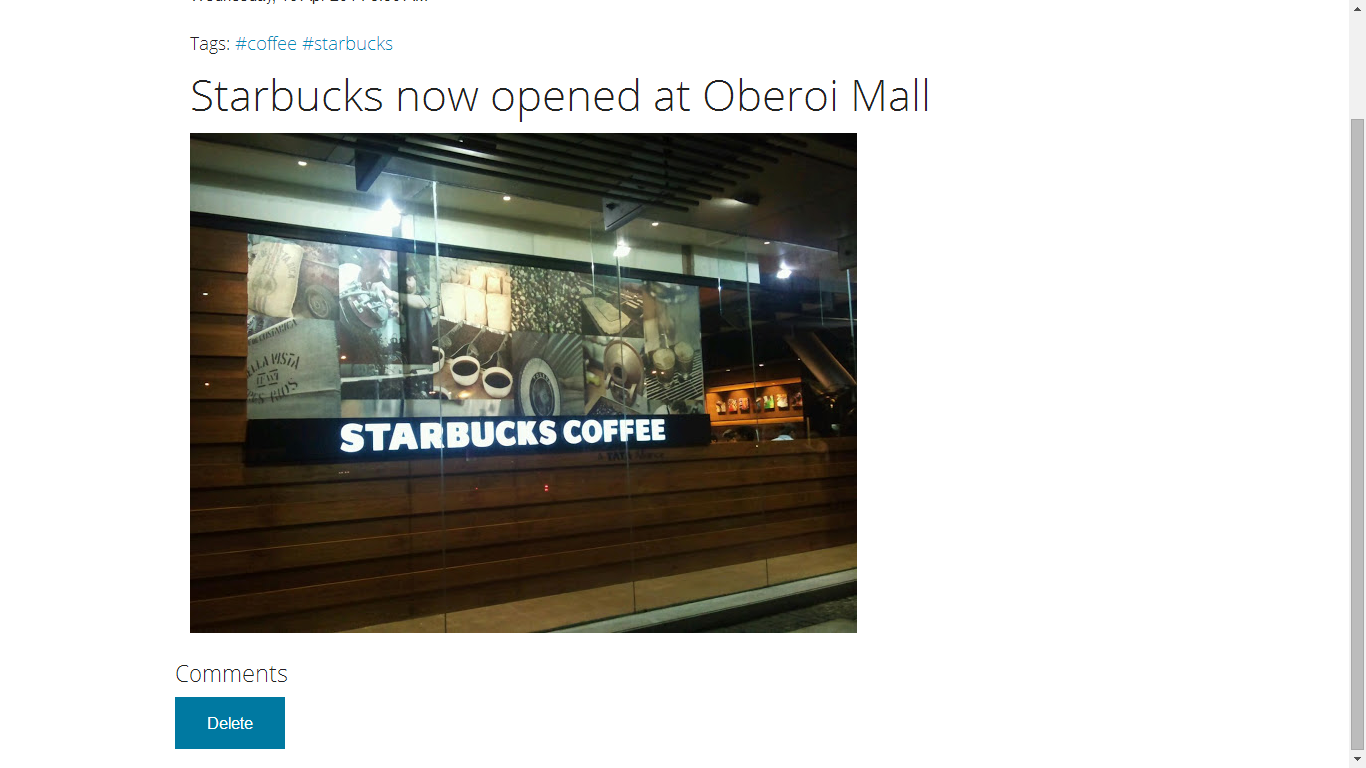 Tags: #coffee #starbucks
Starbucks now opened at Oberoi Mall
STARBUCKS COFFEE
Comments
Delete